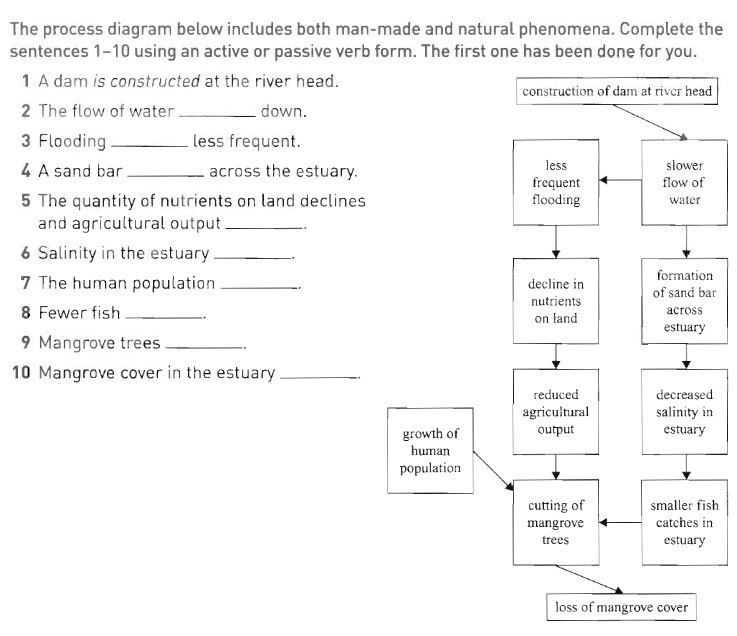 The process diagram below includes both man-made and natural phenomena. Complete the
sentences 1–10 using an active or passive verb form. The first one has been done for you.
1 A dam is constructed at the river head.
2 The flow of water ________ down.
3 Flooding ________ less frequent.
4 A sand bar ________ across the estuary.
5 The quantity of nutrients on land declines
and agricultural output ________.
6 Salinity in the estuary ________.
7 The human population ________.
8 Fewer fish ________.
9 Mangrove trees ________.
10 Mangrove cover in the estuary ________.
construction of dam at river head
less
frequent
flooding
slower
flow of
water
decline in
nutrients
on land
formation
of sand bar
across
estuary
reduced
agricultural
output
decreased
salinity in
estuary
growth of
human
population
cutting of
mangrove
trees
smaller fish
catches in
estuary
loss of mangrove cover